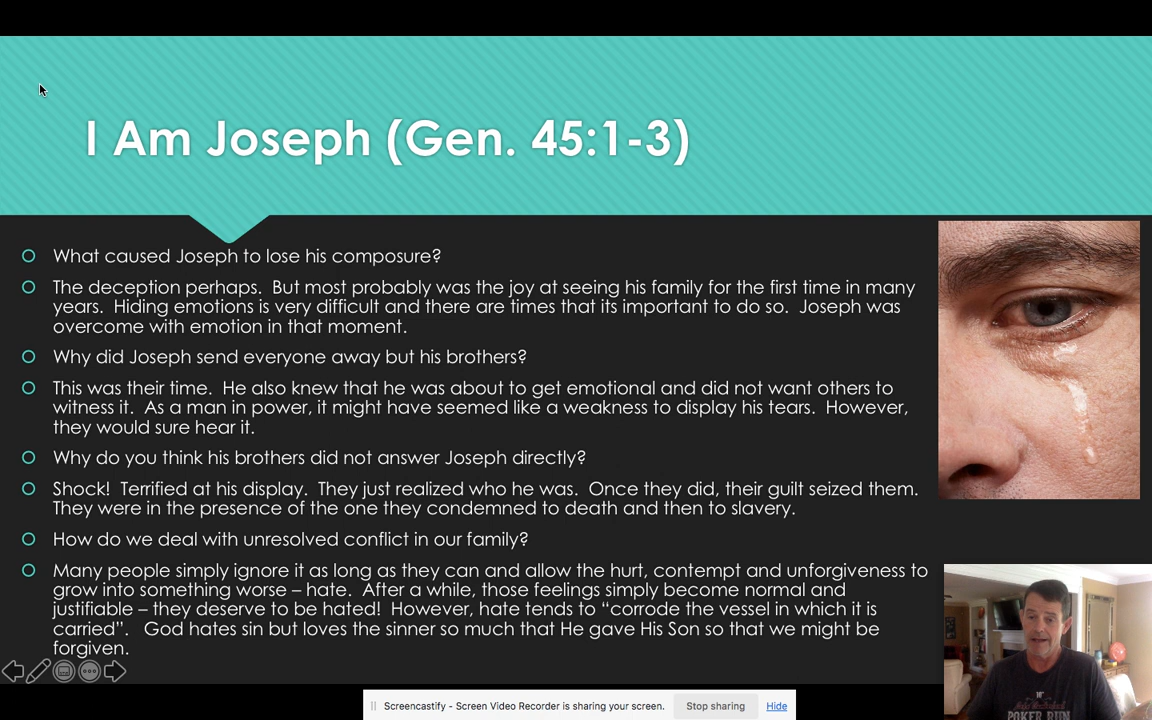 I Am Joseph (Gen. 45:1-3)
What caused Joseph to lose his composure?
The deception perhaps.  But most probably was the joy at seeing his family for the first time in many
years.  Hiding emotions is very difficult and there are times that its important to do so.  Joseph was
overcome with emotion in that moment.
Why did Joseph send everyone away but his brothers?
This was their time.  He also knew that he was about to get emotional and did not want others to
witness it.  As a man in power, it might have seemed like a weakness to display his tears.  However,
they would sure hear it.
Why do you think his brothers did not answer Joseph directly?
Shock!  Terrified at his display.  They just realized who he was.  Once they did, their guilt seized them.
They were in the presence of the one they condemned to death and then to slavery.
How do we deal with unresolved conflict in our family?
Many people simply ignore it as long as they can and allow the hurt, contempt and unforgiveness to
grow into something worse – hate.  After a while, those feelings simply become normal and
justifiable – they deserve to be hated!  However, hate tends to “corrode the vessel in which it is
carried”.   God hates sin but loves the sinner so much that He gave His Son so that we might be
forgiven.
POKER RUN
Screencastify - Screen Video Recorder is sharing your screen.
Stop sharing
Hide